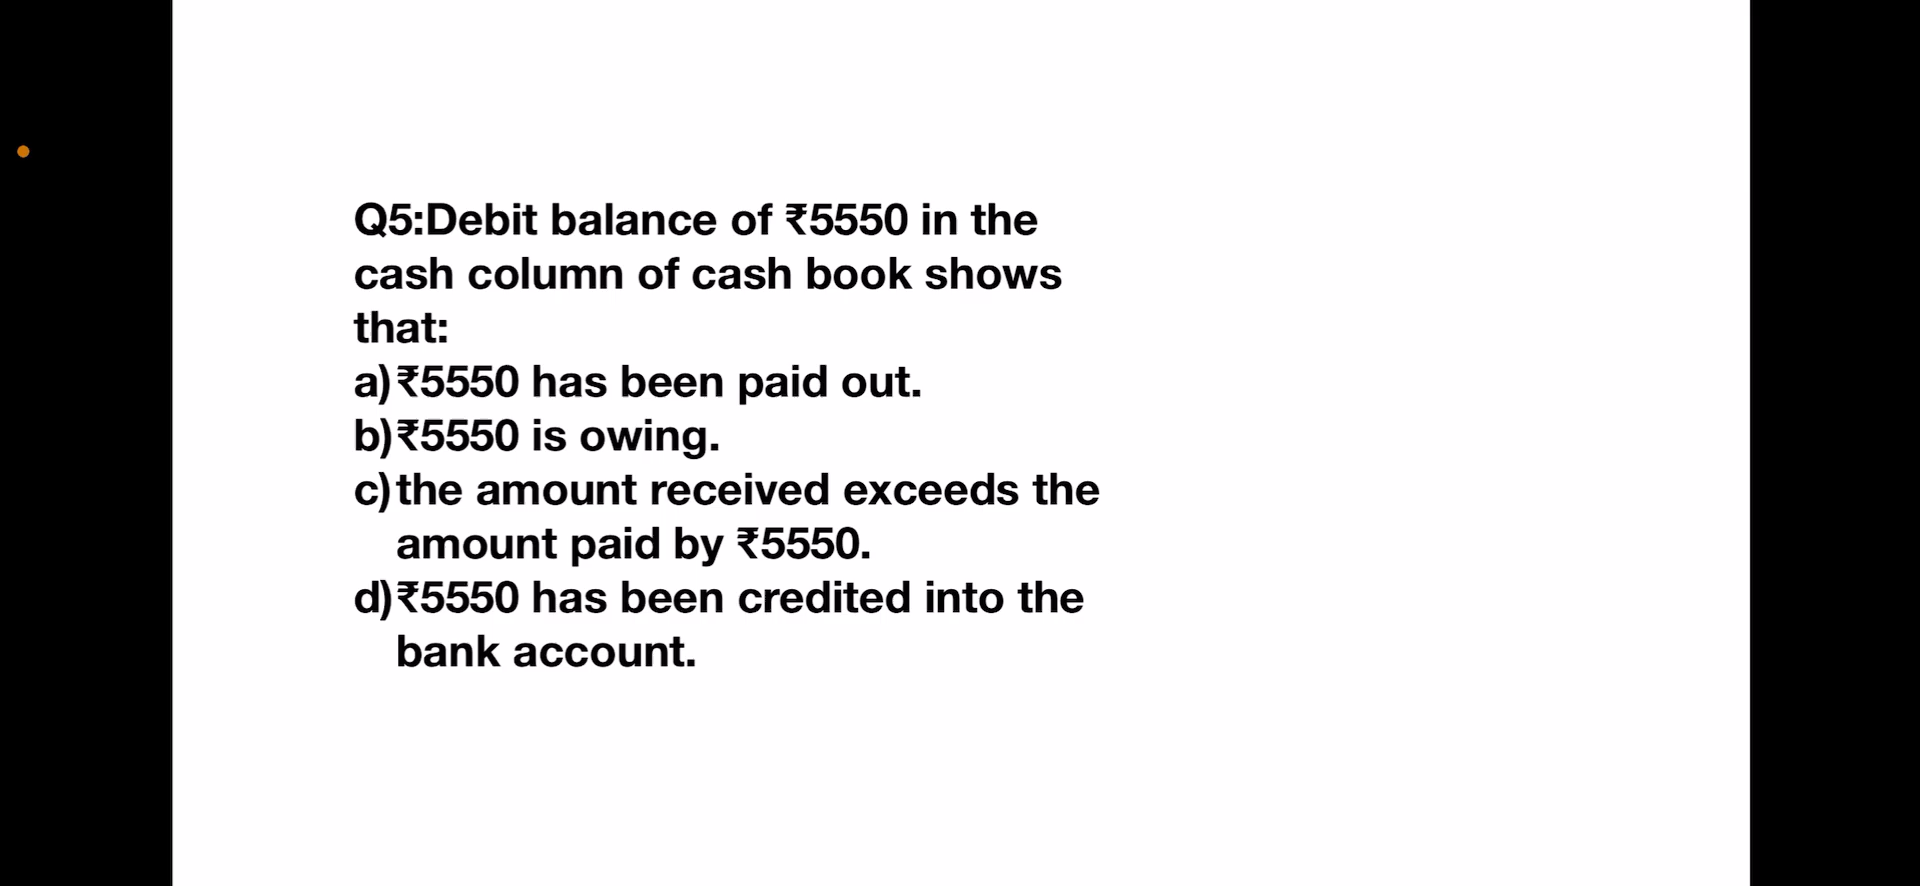 Q5:Debit balance of ₹5550 in the
cash column of cash book shows
that:
a)₹5550 has been paid out.
b)₹5550 is owing.
c)the amount received exceeds the
amount paid by ₹5550.
d)₹5550 has been credited into the
bank account.